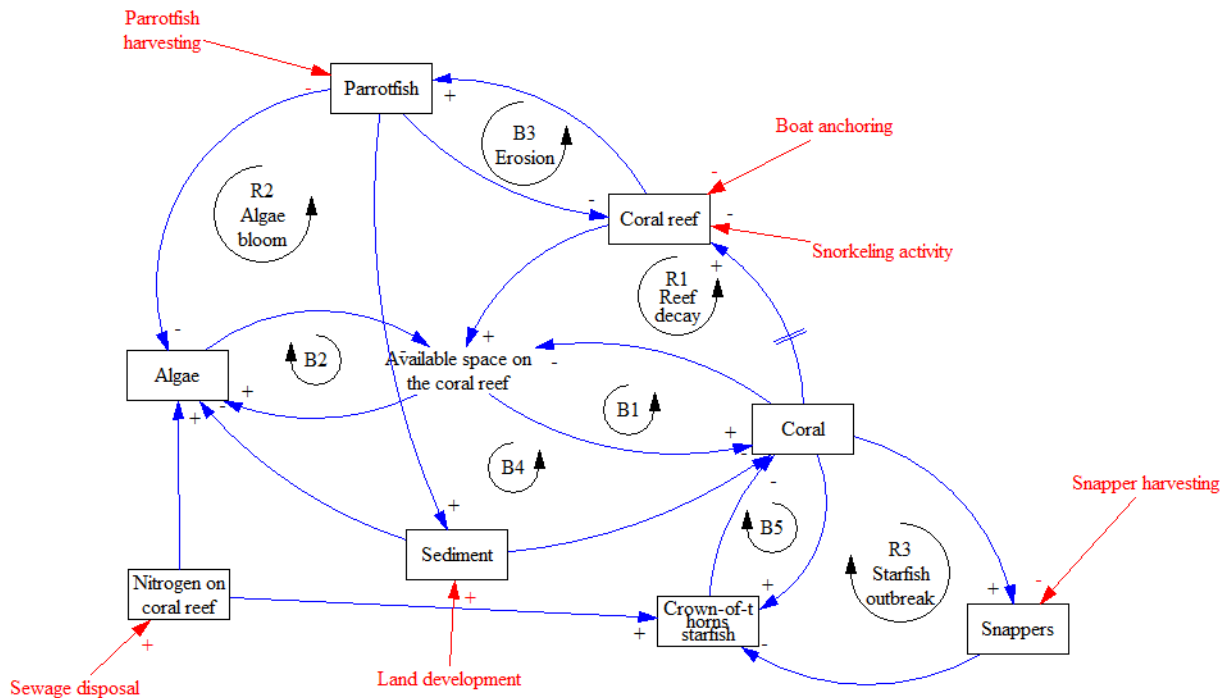 Parrotfish
harvesting
-
Parrotfish
+
B3
Erosion
Boat anchoring
-
R2
Algae
bloom
-
Coral reef
-
Snorkeling activity
+
R1
Reef
decay
-
+
B2
-
Available space on
the coral reef
-
Algae
+
-
+
B1
+
Coral
-
B4
-
Snapper harvesting
+
B5
R3
Starfish
outbreak
Sediment
+
+
-
Nitrogen on
coral reef
+
Crown-of-t
horns
starfish
-
Snappers
+
+
Sewage disposal
Land development